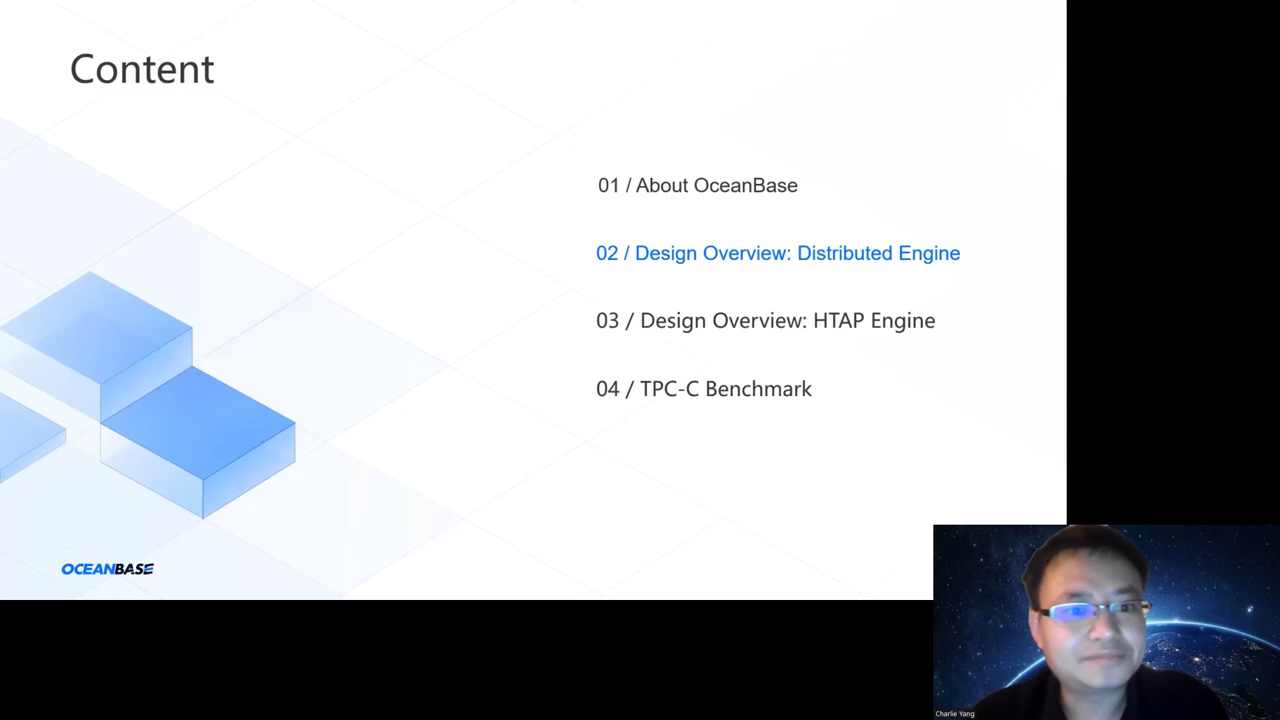 Content
01 / About OceanBase
02 / Design Overview: Distributed Engine
03 / Design Overview: HTAP Engine
04 / TPC-C Benchmark
OCEANBASE
Charlie Yang